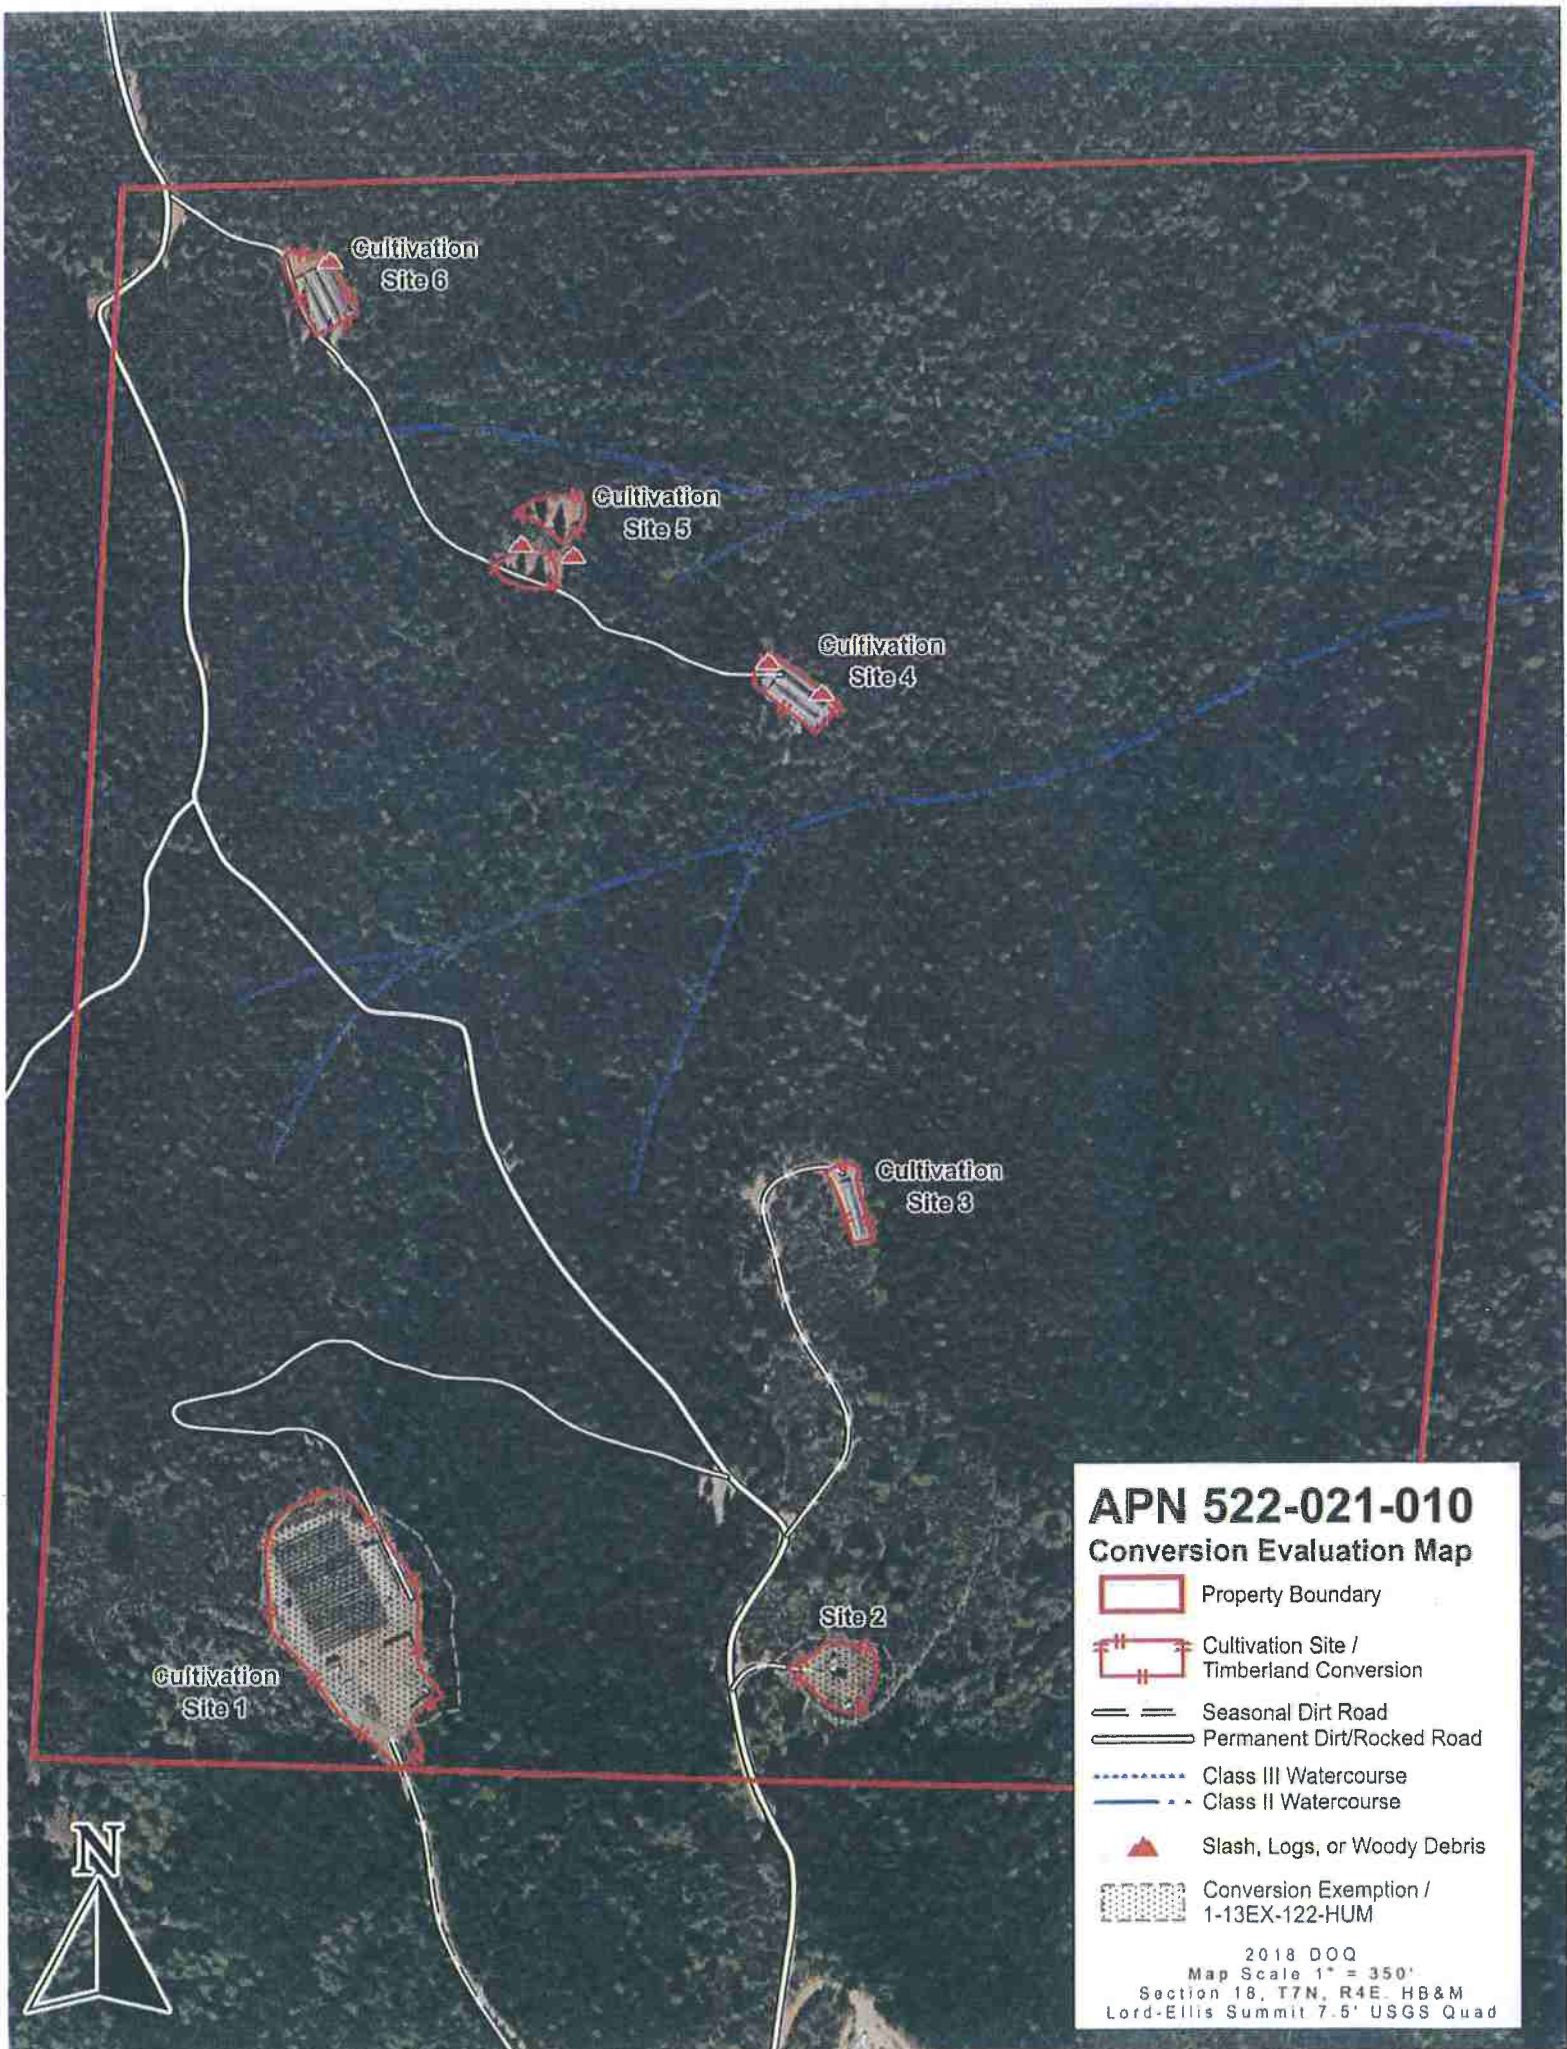 Cultivation
Site 6
Cultivation
Site 5
Cultivation
Site 4
Cultivation
Site 3
Site 2
Cultivation
Site 1
N
APN 522-021-010
Conversion Evaluation Map
Property Boundary
Cultivation Site /
Timberland Conversion
Seasonal Dirt Road
Permanent Dirt/Rocked Road
Class III Watercourse
Class II Watercourse
Slash, Logs, or Woody Debris
Conversion Exemption /
1-13EX-122-HUM
2018 DOQ
Map Scale 1" = 350'
Section 18, T7N, R4E, HB&M
Lord-Ellis Summit 7.5' USGS Quad